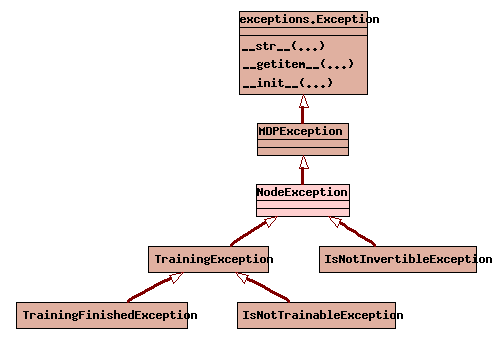 exceptions.Exception
__str__(...)
__getitem__(...)
__init__(...)
MDPException
NodeException
TrainingException
IsNotInvertibleException
TrainingFinishedException
IsNotTrainableException